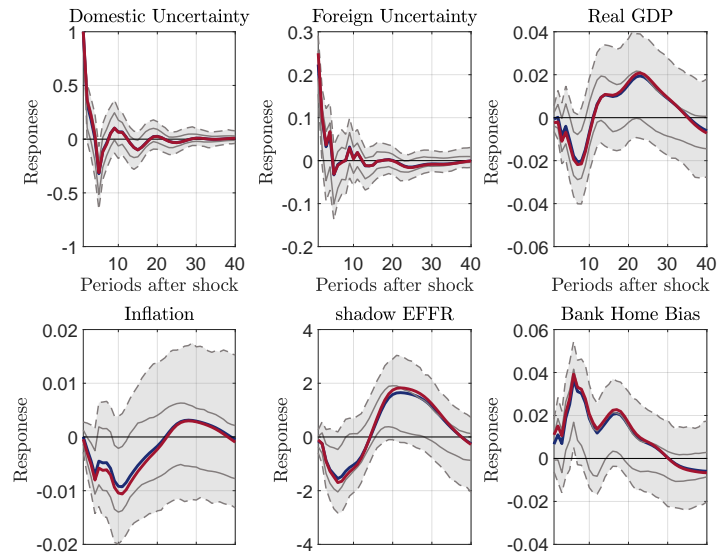 Domestic Uncertainty
Foreign Uncertainty
Real GDP
1
0.5
0
-0.5
-1
Responese
10 20 30 40
Periods after shock
0.3
0.2
0.1
0
-0.1
-0.2
Responese
10 20 30 40
Periods after shock
0.04
0.02
0
-0.02
-0.04
-0.06
Responese
10 20 30 40
Periods after shock
Inflation
shadow EFFR
Bank Home Bias
0.02
0.01
0
-0.01
-0.02
Responese
4
2
0
-2
-4
Responese
0.06
0.04
0.02
0
-0.02
-0.04
Responese